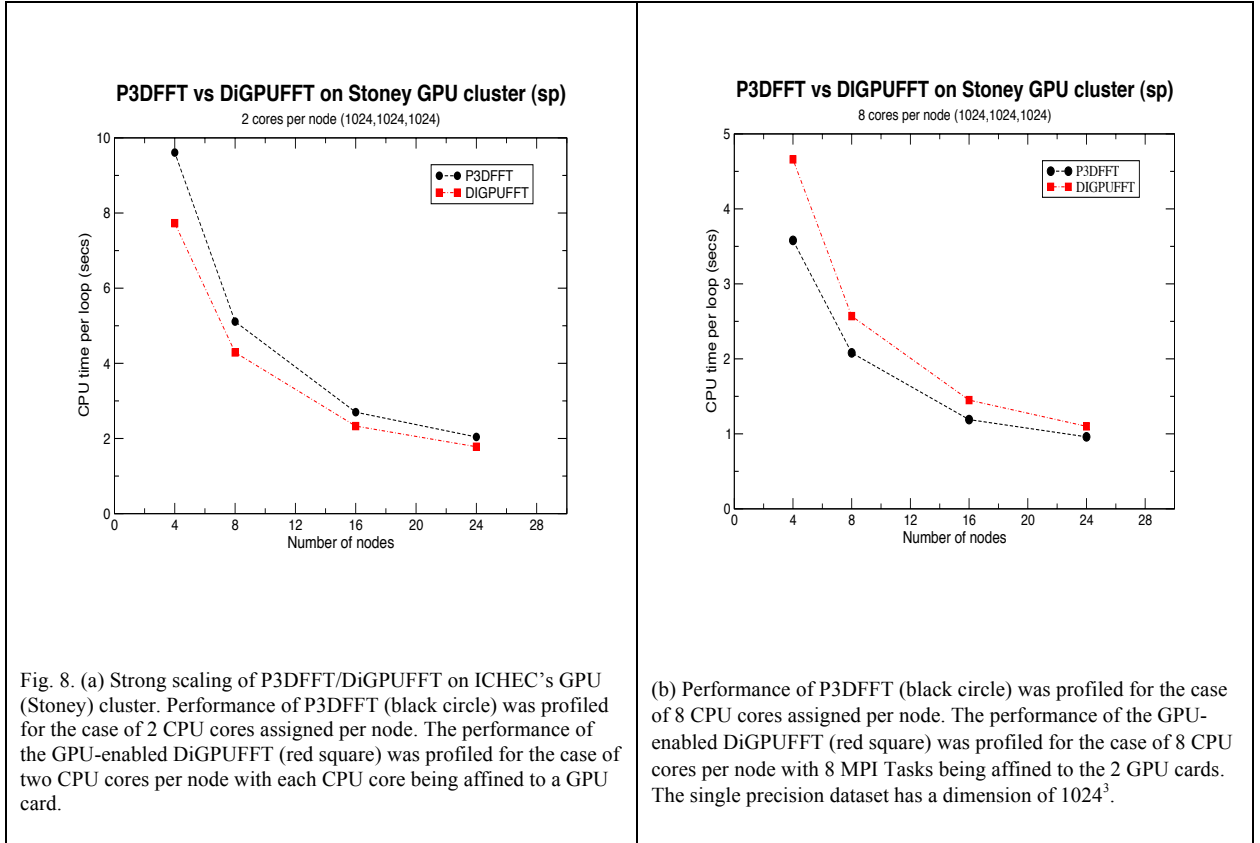 P3DFFT vs DiGPUFFT on Stoney GPU cluster (sp)
2 cores per node (1024,1024,1024)
10
8
6
4
2
0
CPU time per loop (secs)
P3DFFT
DIGPUFFT
0 4 8 12 16 20 24 28
Number of nodes
Fig. 8. (a) Strong scaling of P3DFFT/DiGPUFFT on ICHEC's GPU
(Stoney) cluster. Performance of P3DFFT (black circle) was profiled
for the case of 2 CPU cores assigned per node. The performance of
the GPU-enabled DiGPUFFT (red square) was profiled for the case of
two CPU cores per node with each CPU core being affined to a GPU
card.
P3DFFT vs DIGPUFFT on Stoney GPU cluster (sp)
8 cores per node (1024,1024,1024)
5
4
3
2
1
0
CPU time per loop (secs)
P3DFFT
DIGPUFFT
0 4 8 12 16 20 24 28
Number of nodes
(b) Performance of P3DFFT (black circle) was profiled for the case
of 8 CPU cores assigned per node. The performance of the GPU-
enabled DiGPUFFT (red square) was profiled for the case of 8 CPU
cores per node with 8 MPI Tasks being affined to the 2 GPU cards.
The single precision dataset has a dimension of 1024³.